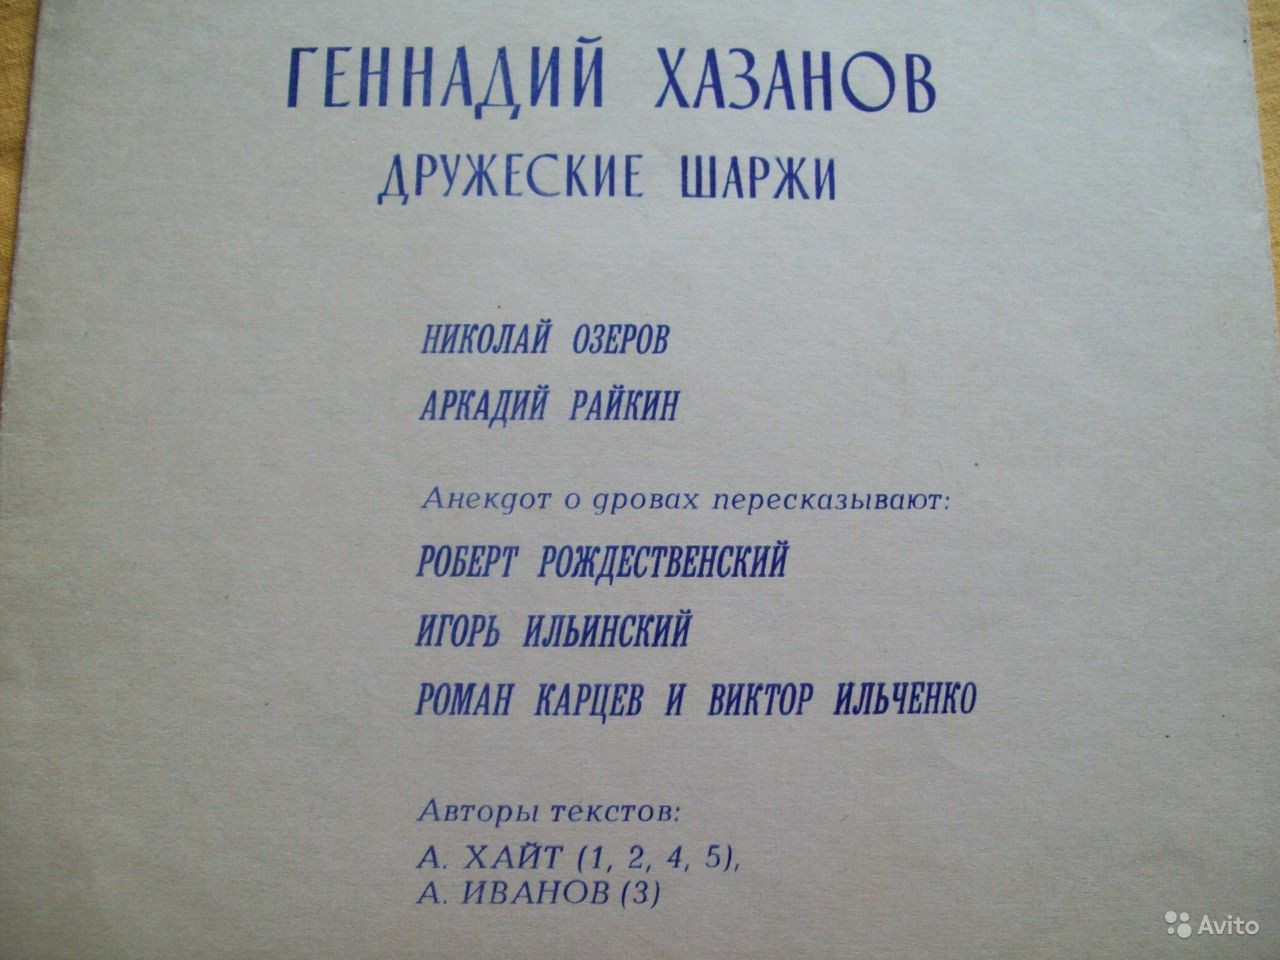 ГЕННАДИЙ ХАЗАНОВ
ДРУЖЕСКИЕ ШАРЖИ
НИКОЛАЙ ОЗЕРОВ
АРКАДИЙ РАЙКИН
Анекдот о дровах пересказывают:
РОБЕРТ РОЖДЕСТВЕНСКИЙ
ИГОРЬ ИЛЬИНСКИЙ
РОМАН КАРЦЕВ И ВИКТОР ИЛЬЧЕНКО
Авторы текстов:
А. ХАЙТ (1, 2, 4, 5),
А. ИВАНОВ (3)
Avito